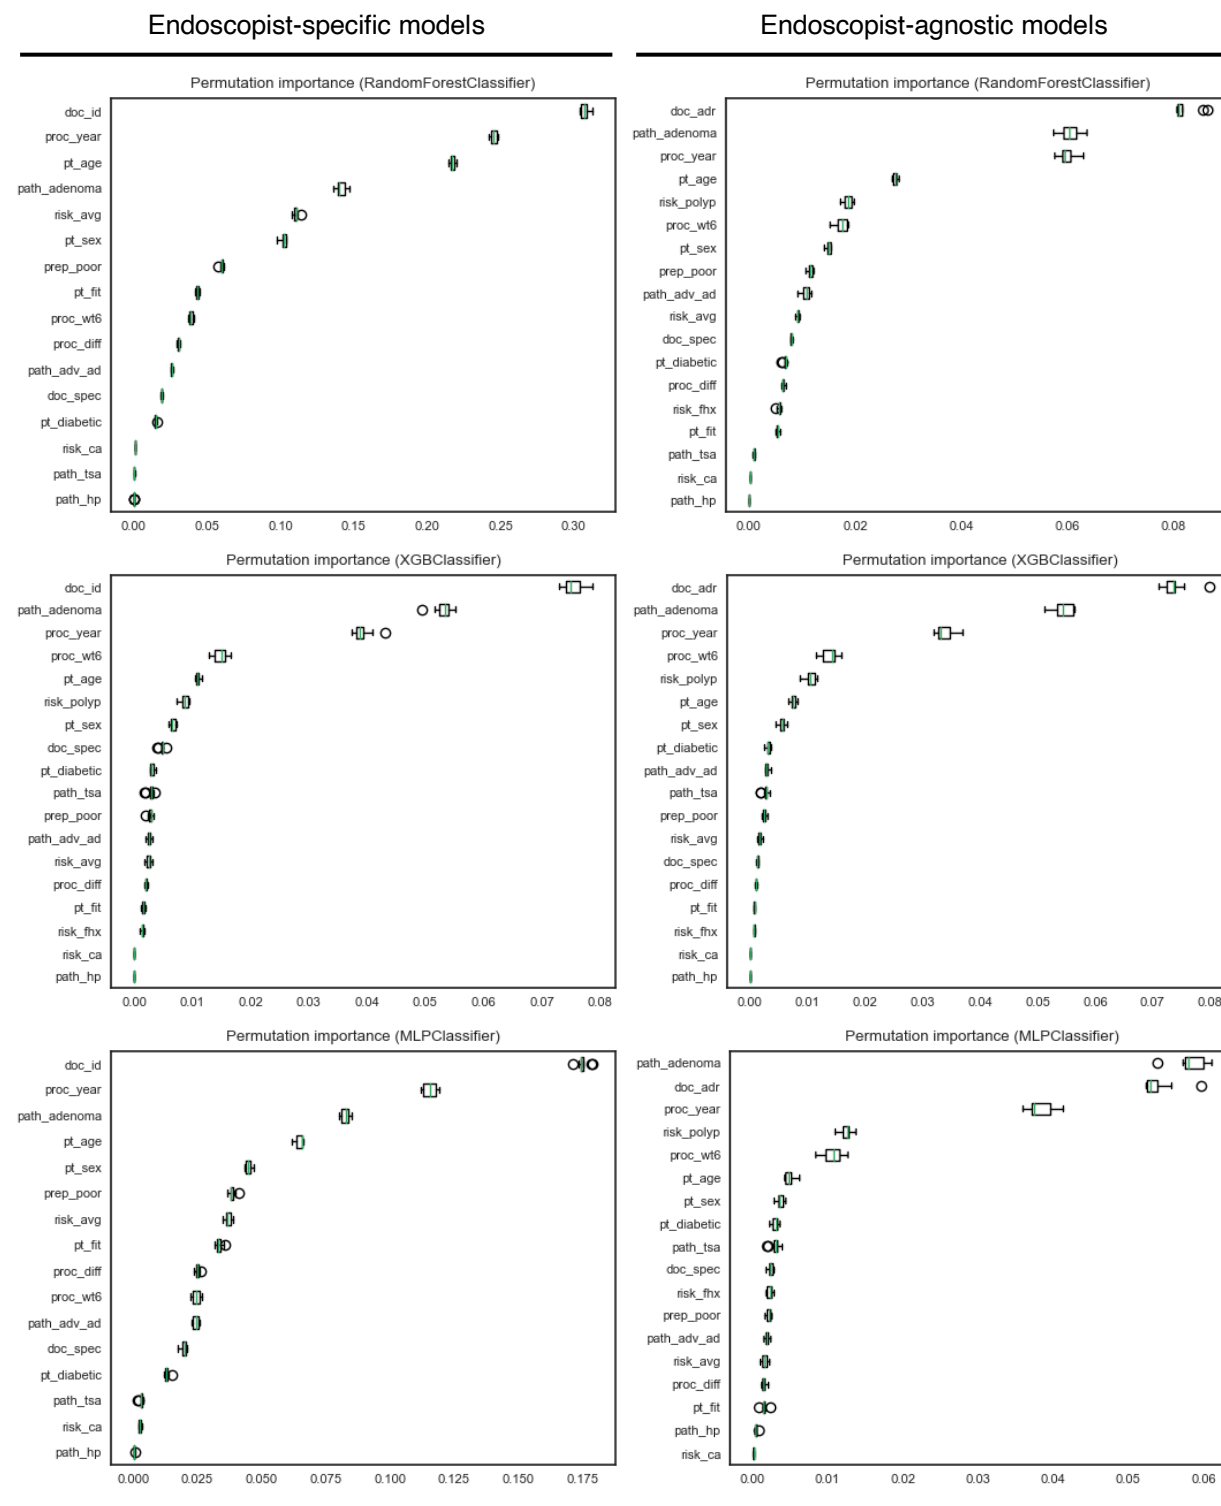 Endoscopist-specific models
Endoscopist-agnostic models
Permutation importance (RandomForestClassifier)
doc_id
proc_year
pt_age
path_adenoma
risk_avg
pt_sex
prep_poor
pt_fit
proc_wt6
proc_diff
path_adv_ad
doc_spec
pt_diabetic
risk_ca
path_tsa
path_hp
0.00 0.05 0.10 0.15 0.20 0.25 0.30
Permutation importance (RandomForestClassifier)
doc_adr
path_adenoma
proc_year
pt_age
risk_polyp
proc_wt6
pt_sex
prep_poor
path_adv_ad
risk_avg
doc_spec
pt_diabetic
proc_diff
risk_fhx
pt_fit
path_tsa
risk_ca
path_hp
0.00 0.02 0.04 0.06 0.08
Permutation importance (XGBClassifier)
doc_id
path_adenoma
proc_year
proc_wt6
pt_age
risk_polyp
pt_sex
doc_spec
pt_diabetic
path_tsa
prep_poor
path_adv_ad
risk_avg
proc_diff
pt_fit
risk_fhx
risk_ca
path_hp
0.00 0.01 0.02 0.03 0.04 0.05 0.06 0.07 0.08
Permutation importance (XGBClassifier)
doc_adr
path_adenoma
proc_year
proc_wt6
risk_polyp
pt_age
pt_sex
pt_diabetic
path_adv_ad
path_tsa
prep_poor
risk_avg
doc_spec
proc_diff
pt_fit
risk_fhx
risk_ca
path_hp
0.00 0.01 0.02 0.03 0.04 0.05 0.06 0.07 0.08
Permutation importance (MLPClassifier)
doc_id
proc_year
path_adenoma
pt_age
pt_sex
prep_poor
risk_avg
pt_fit
proc_diff
proc_wt6
path_adv_ad
doc_spec
pt_diabetic
path_tsa
risk_ca
path_hp
0.000 0.025 0.050 0.075 0.100 0.125 0.150 0.175
Permutation importance (MLPClassifier)
path_adenoma
doc_adr
proc_year
risk_polyp
proc_wt6
pt_age
pt_sex
pt_diabetic
path_tsa
doc_spec
risk_fhx
prep_poor
path_adv_ad
risk_avg
proc_diff
pt_fit
path_hp
risk_ca
0.00 0.01 0.02 0.03 0.04 0.05 0.06